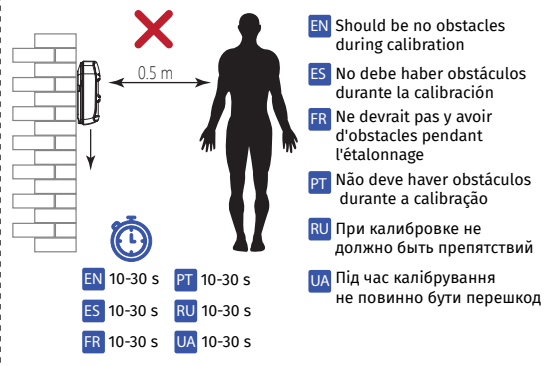 0.5 m
EN Should be no obstacles
during calibration
ES No debe haber obstáculos
durante la calibración
FR Ne devrait pas y avoir
d'obstacles pendant
l'étalonnage
PT Não deve haver obstáculos
durante a calibração
RU При калибровке не
должно быть препятствий
UA Під час калібрування
не повинно бути перешкод
EN 10-30 s PT 10-30 s
ES 10-30 s RU 10-30 s
FR 10-30 s UA 10-30 s